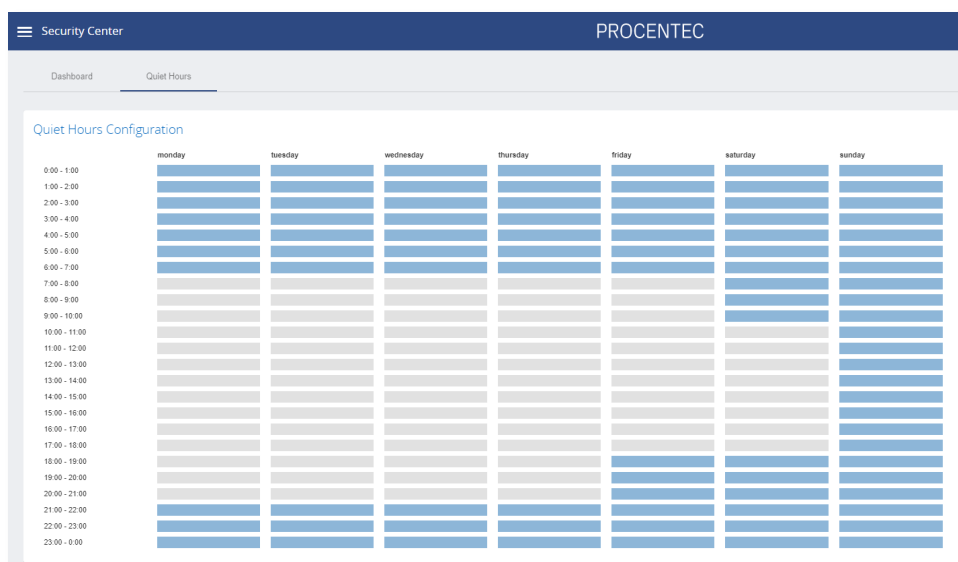 Security Center PROCENTEC
Dashboard Quiet Hours
Quiet Hours Configuration
monday tuesday wednesday thursday friday saturday sunday
0:00 - 1:00
1:00 - 2:00
2:00 - 3:00
3:00 - 4:00
4:00 - 5:00
5:00 - 6:00
6:00 - 7:00
7:00 - 8:00
8:00 - 9:00
9:00 - 10:00
10:00 - 11:00
11:00 - 12:00
12:00 - 13:00
13:00 - 14:00
14:00 - 15:00
15:00 - 16:00
16:00 - 17:00
17:00 - 18:00
18:00 - 19:00
19:00 - 20:00
20:00 - 21:00
21:00 - 22:00
22:00 - 23:00
23:00 - 0:00